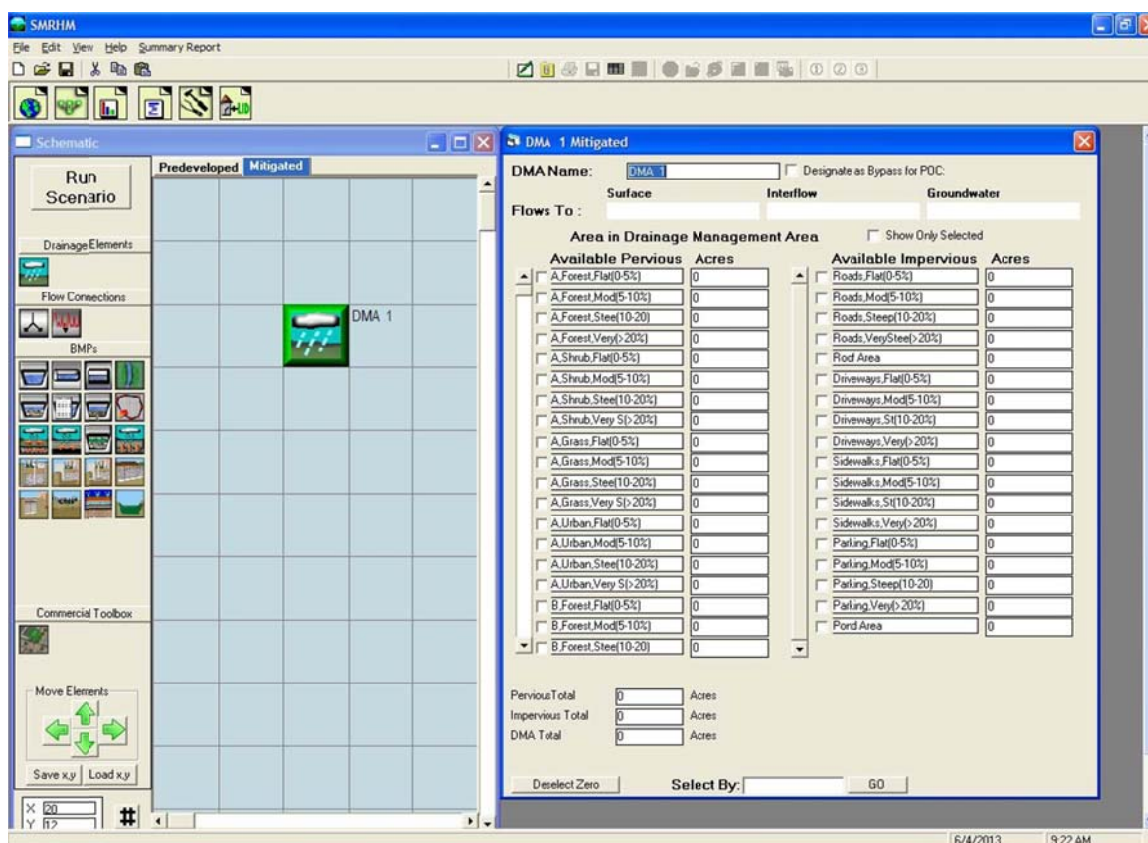 SMRHM
File Edit View Help Summary Report
Schematic
Run
Scenario
Predeveloped Mitigated
Drainage Elements
Flow Connections
BMPs
Commercial Toolbox
Move Elements
Save x,y Load x,y
X 20
Y 12
#
DMA 1
DMA 1 Mitigated
DMA Name: DMA 1 Designate as Bypass for POC:
Surface Interflow Groundwater
Flows To :
Area in Drainage Management Area Show Only Selected
Available Pervious Acres Available Impervious Acres
A,Forest,Flat(0-5%) 0 Roads,Flat(0-5%) 0
A,Forest,Mod(5-10%) 0 Roads,Mod(5-10%) 0
A,Forest,Stee(10-20) 0 Roads,Steep(10-20%) 0
A,Forest,Very(>20%) 0 Roads,VeryStee(>20%) 0
A,Shrub,Flat(0-5%) 0 Roof Area 0
A,Shrub,Mod(5-10%) 0 Driveways,Flat(0-5%) 0
A,Shrub,Stee(10-20%) 0 Driveways,Mod(5-10%) 0
A,Shrub,Very S(>20%) 0 Driveways,St(10-20%) 0
A,Grass,Flat(0-5%) 0 Driveways,Very(>20%) 0
A,Grass,Mod(5-10%) 0 Sidewalks,Flat(0-5%) 0
A,Grass,Stee(10-20%) 0 Sidewalks,Mod(5-10%) 0
A,Grass,Very S(>20%) 0 Sidewalks,St(10-20%) 0
A,Urban,Flat(0-5%) 0 Sidewalks,Very(>20%) 0
A,Urban,Mod(5-10%) 0 Parking,Flat(0-5%) 0
A,Urban,Stee(10-20%) 0 Parking,Mod(5-10%) 0
A,Urban,Very S(>20%) 0 Parking,Steep(10-20) 0
B,Forest,Flat(0-5%) 0 Parking,Very(>20%) 0
B,Forest,Mod(5-10%) 0 Pond Area 0
B,Forest,Stee(10-20) 0
PerviousTotal 0 Acres
Impervious Total 0 Acres
DMA Total 0 Acres
Deselect Zero Select By: GO
6/4/2013 9:22 AM